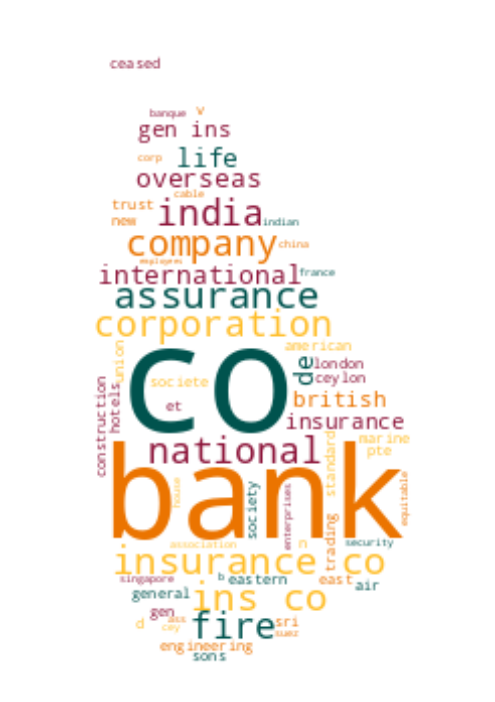 ceased
banque v
gen ins
corp life
overseas
cable
trust india
new indian
company china
employees
international france
assurance
corporation
union american
co de london
societe ceylon
construction hotels et british
insurance
national standard marine
pte
bank
house society enterprises trading equitable
association n security
insurance co
singapore b eastern east air
general ins co
gen ass
d cey fire sri
suez
engineering
sons